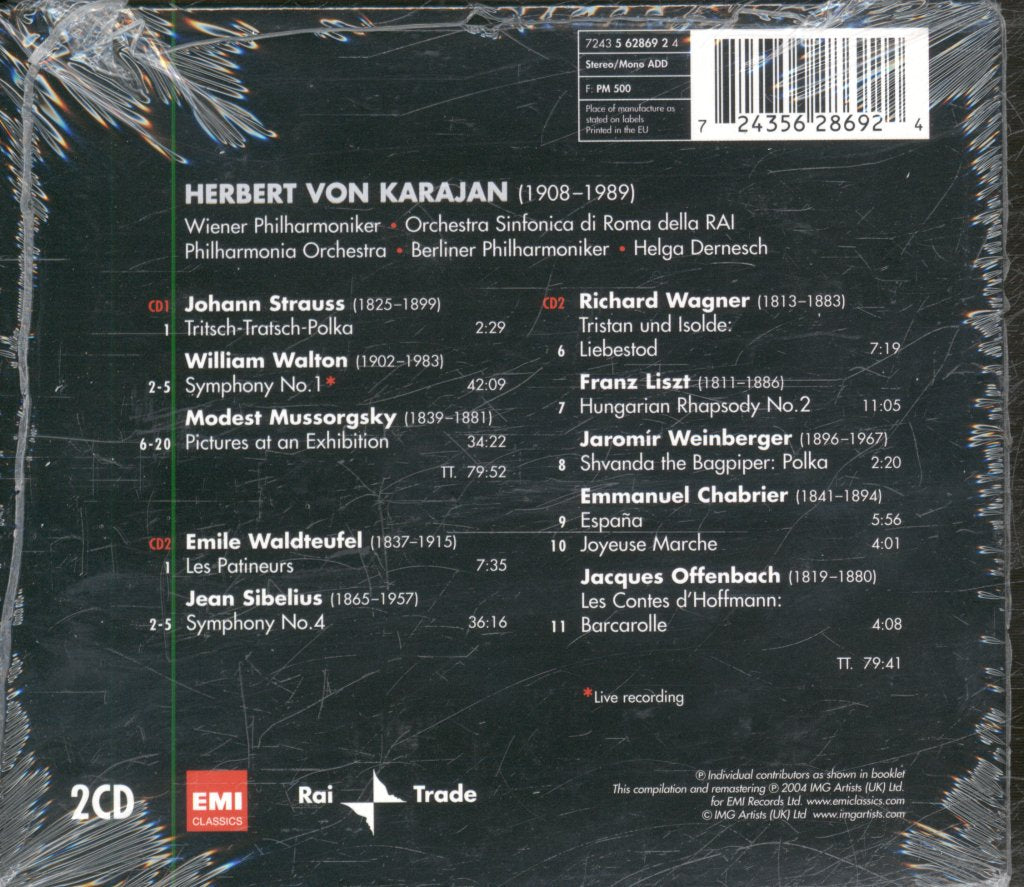 7243 5 62869 2 4
Stereo/Mono ADD
F: PM 500
Place of manufacture as
stated on labels
Printed in the EU
7 24356 28692 4
HERBERT VON KARAJAN (1908–1989)
Wiener Philharmoniker • Orchestra Sinfonica di Roma della RAI
Philharmonia Orchestra • Berliner Philharmoniker • Helga Dernesch
CD1 Johann Strauss (1825–1899)
1 Tritsch-Tratsch-Polka 2:29
William Walton (1902–1983)
2-5 Symphony No.1* 42:09
Modest Mussorgsky (1839–1881)
6-20 Pictures at an Exhibition 34:22
TT. 79:52
CD2 Emile Waldteufel (1837–1915)
1 Les Patineurs 7:35
Jean Sibelius (1865–1957)
2-5 Symphony No.4 36:16
CD2 Richard Wagner (1813–1883)
Tristan und Isolde:
6 Liebestod 7:19
Franz Liszt (1811–1886)
7 Hungarian Rhapsody No.2 11:05
Jaromír Weinberger (1896–1967)
8 Shvanda the Bagpiper: Polka 2:20
Emmanuel Chabrier (1841–1894)
9 España 5:56
10 Joyeuse Marche 4:01
Jacques Offenbach (1819–1880)
Les Contes d'Hoffmann:
11 Barcarolle 4:08
TT. 79:41
*Live recording
2CD
EMI
CLASSICS
Rai Trade
℗ Individual contributors as shown in booklet
This compilation and remastering ℗ 2004 IMG Artists (UK) Ltd.
for EMI Records Ltd. www.emiclassics.com
© IMG Artists (UK) Ltd www.imgartists.com